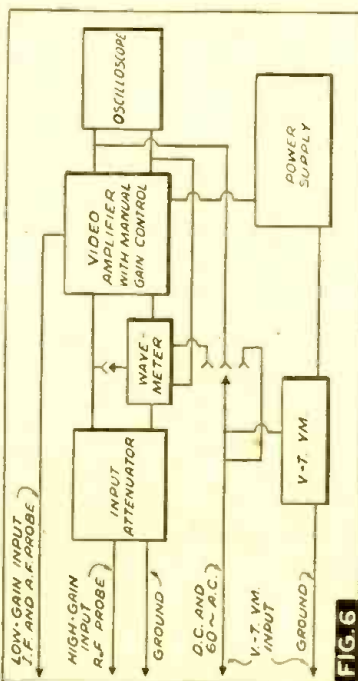 LOW-GAIN INPUT
I.F. AND A.F. PROBE
HIGH-GAIN
INPUT
R.F PROBE
GROUND
D.C. AND
60 ~ A.C.
V.-T. VM.
INPUT
GROUND
INPUT
ATTENUATOR
WAVE-
METER
VIDEO
AMPLIFIER
WITH MANUAL
GAIN CONTROL
OSCILLOSCOPE
V.-T. VM.
POWER
SUPPLY
FIG.6